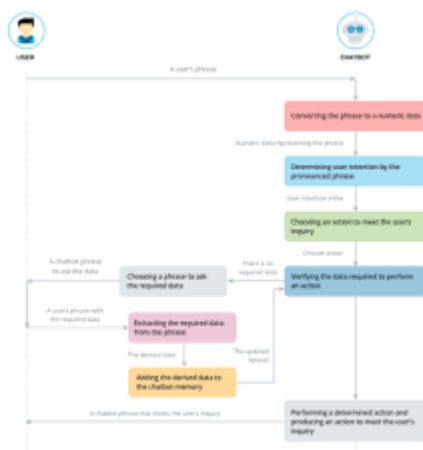 USER
CHATBOT
A user's phrase
Converting the phrase to a numeric data
Numeric data representing the phrase
Determining user intention by the
pronounced phrase
User intention index
Choosing an action to meet the user's
inquiry
Chosen action
A chatbot phrase
to ask the data
Choosing a phrase to ask
the required data
There is no
required data
Verifying the data required to perform
an action
A user's phrase with
the required data
Extracting the required data
from the phrase
The derived data
The updated
Adding the derived data to
the chatbot memory
A chatbot phrase that meets the user's inquiry
Performing a determined action and
producing an action to meet the user's
inquiry